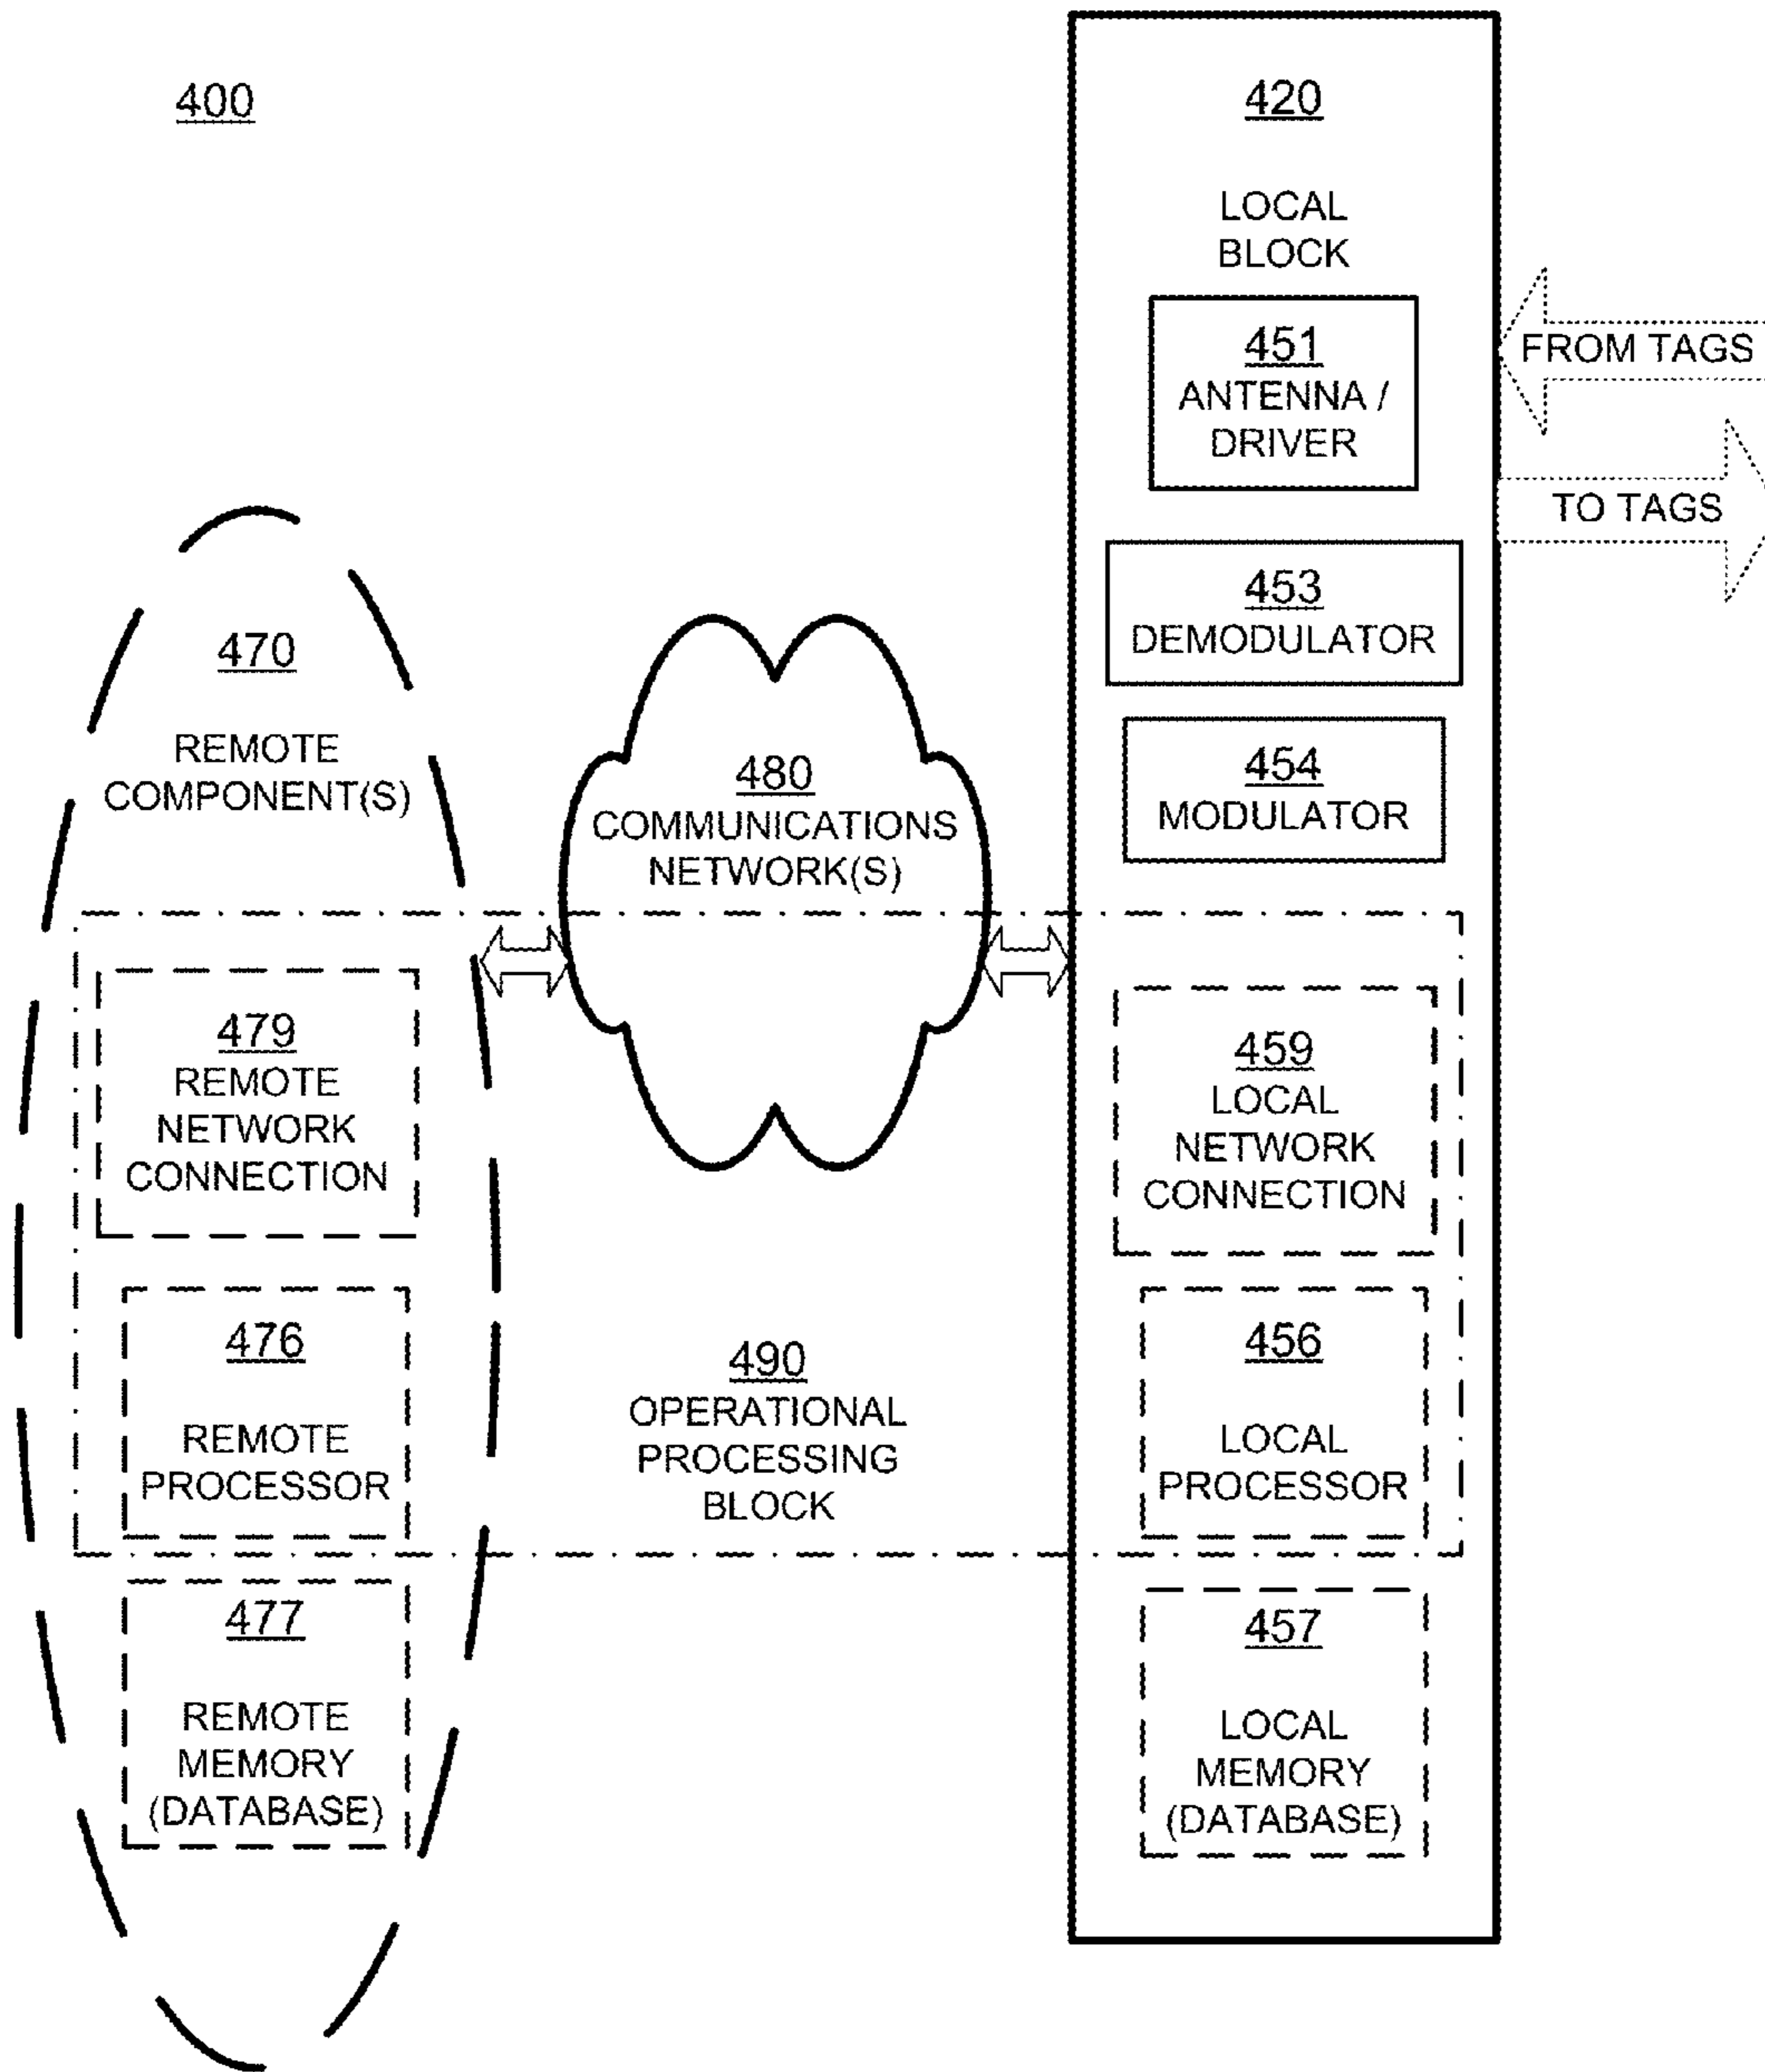 400
420
LOCAL
BLOCK
451
ANTENNA /
DRIVER
FROM TAGS
TO TAGS
453
DEMODULATOR
454
MODULATOR
470
REMOTE
COMPONENT(S)
480
COMMUNICATIONS
NETWORK(S)
479
REMOTE
NETWORK
CONNECTION
459
LOCAL
NETWORK
CONNECTION
476
REMOTE
PROCESSOR
490
OPERATIONAL
PROCESSING
BLOCK
456
LOCAL
PROCESSOR
477
REMOTE
MEMORY
(DATABASE)
457
LOCAL
MEMORY
(DATABASE)